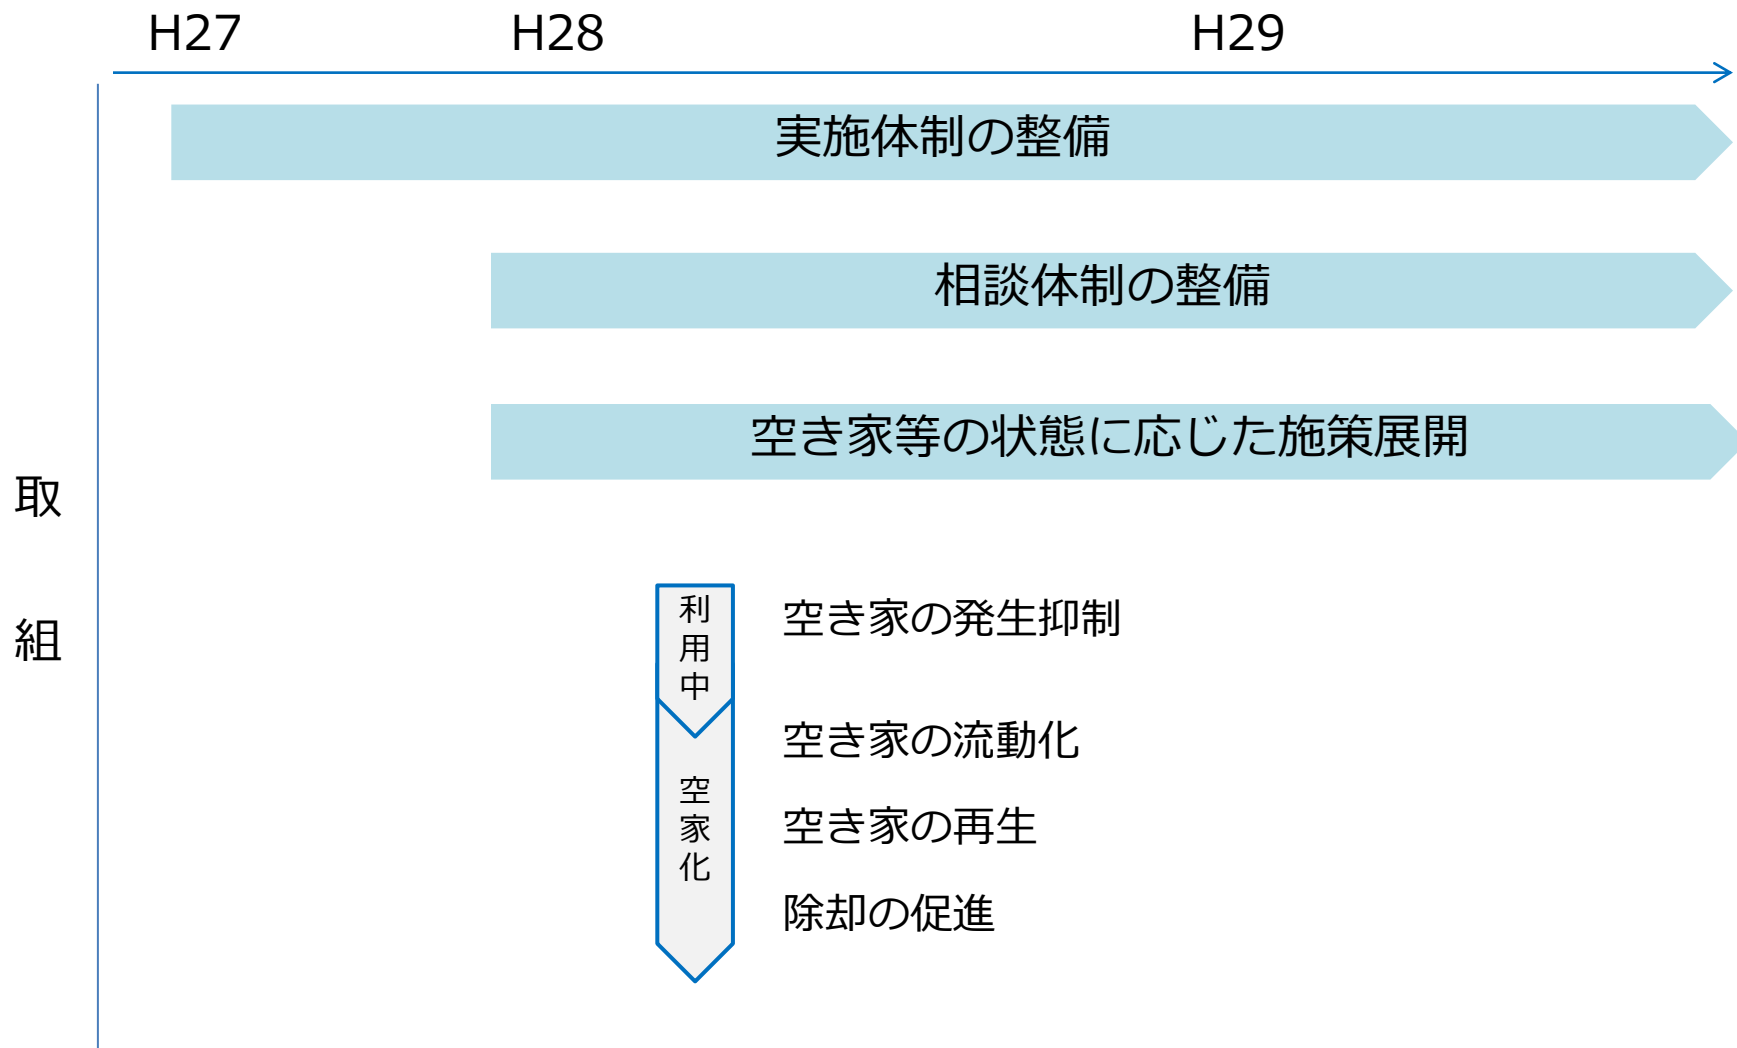 H27 H28 H29
実施体制の整備
相談体制の整備
空き家等の状態に応じた施策展開
取組
利用中
空き家の発生抑制
空き家の流動化
空家化
空き家の再生
除却の促進